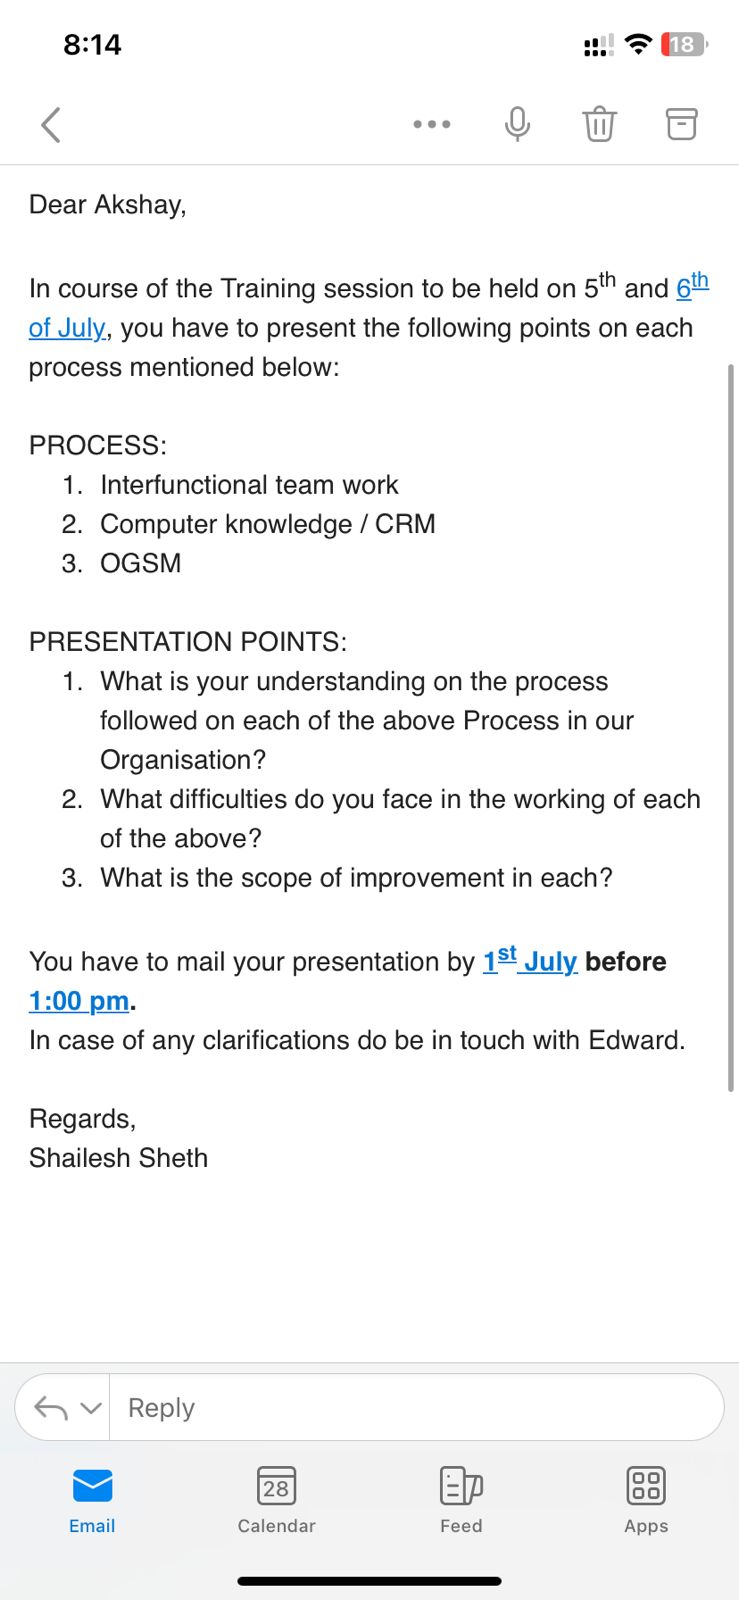 8:14
18
Dear Akshay,
In course of the Training session to be held on 5th and 6th
of July, you have to present the following points on each
process mentioned below:
PROCESS:
1. Interfunctional team work
2. Computer knowledge / CRM
3. OGSM
PRESENTATION POINTS:
1. What is your understanding on the process
followed on each of the above Process in our
Organisation?
2. What difficulties do you face in the working of each
of the above?
3. What is the scope of improvement in each?
You have to mail your presentation by 1st July before
1:00 pm.
In case of any clarifications do be in touch with Edward.
Regards,
Shailesh Sheth
Reply
28
Email Calendar Feed Apps